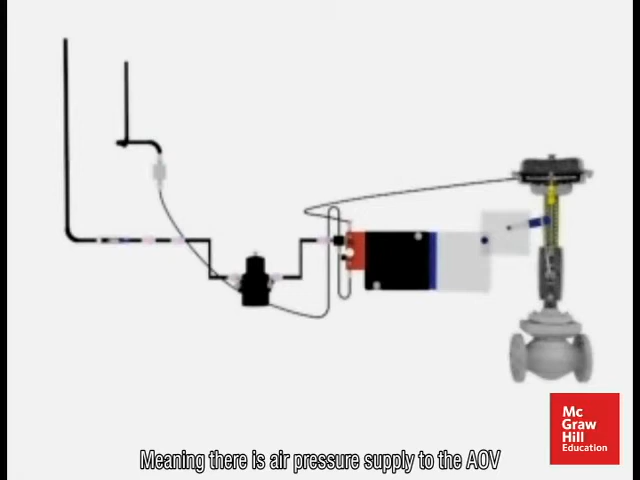 Mc
Graw
Hill
Education
Meaning there is air pressure supply to the AOV